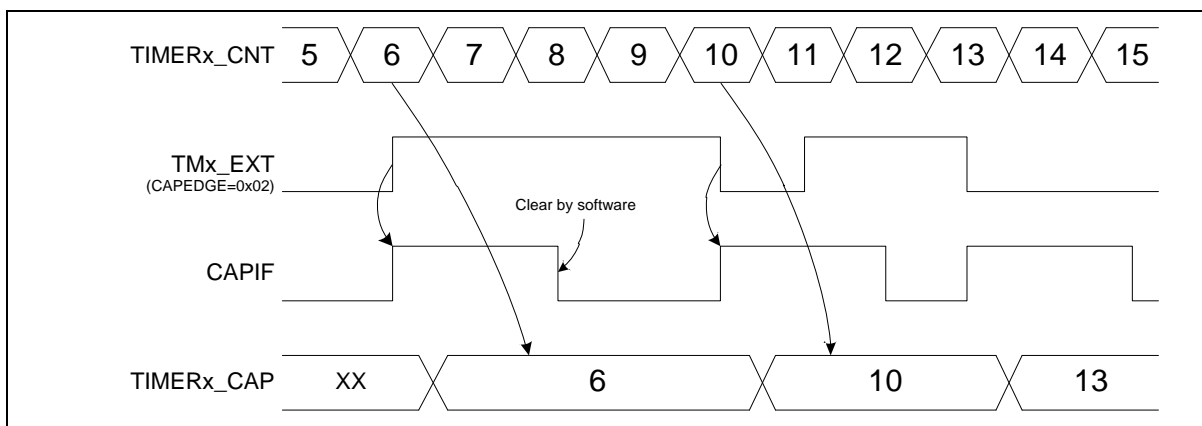 TIMERx_CNT 5 6 7 8 9 10 11 12 13 14 15
TMx_EXT
(CAPEDGE=0x02)
Clear by software
CAPIF
TIMERx_CAP XX 6 10 13